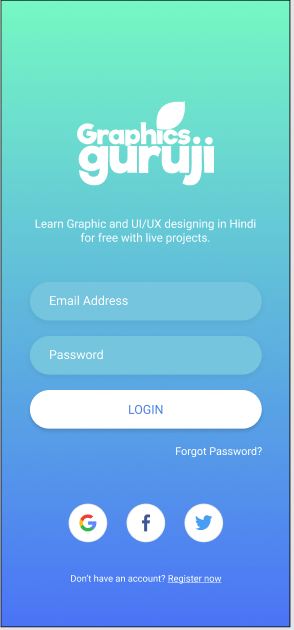 Graphics
guruji
Learn Graphic and UI/UX designing in Hindi
for free with live projects.
Email Address
Password
LOGIN
Forgot Password?
G f
Don't have an account? Register now